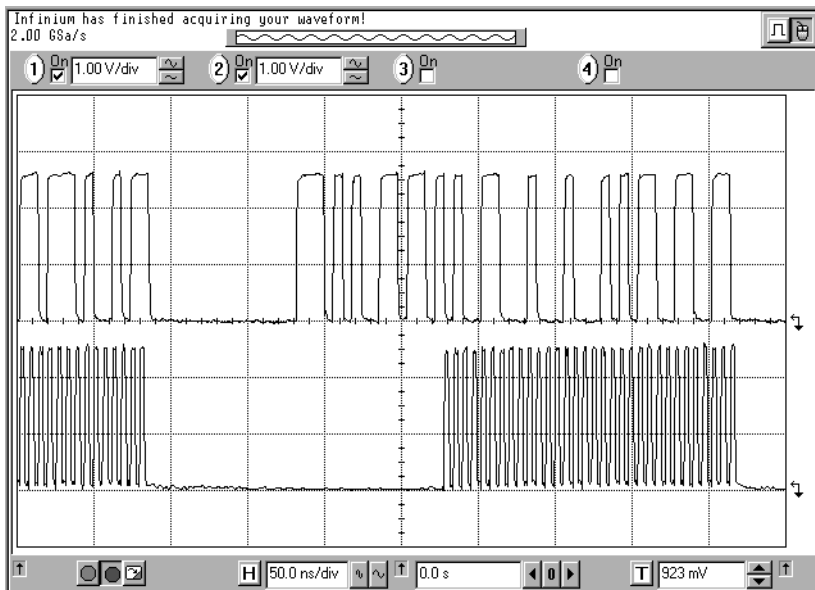 Infinium has finished acquiring your waveform!
2.00 GSa/s
1 On 1.00 V/div 2 On 1.00 V/div 3 On 4 On
H 50.0 ns/div 0.0 s 0 T 923 mV